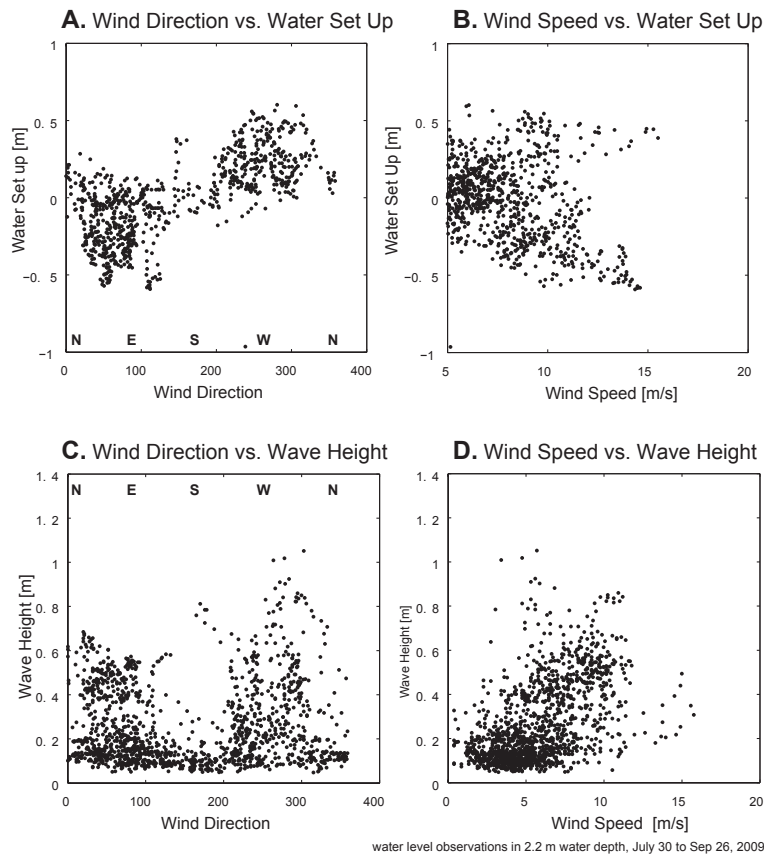 A. Wind Direction vs. Water Set Up
1
0. 5
0
−0. 5
−1
Water Set up [m]
N E S W N
0 100 200 300 400
Wind Direction
B. Wind Speed vs. Water Set Up
1
0. 5
0
−0. 5
−1
Water Set Up [m]
5 10 15 20
Wind Speed [m/s]
C. Wind Direction vs. Wave Height
1. 4
1. 2
1
0. 8
0. 6
0. 4
0. 2
0
Wave Height [m]
N E S W N
0 100 200 300 400
Wind Direction
D. Wind Speed vs. Wave Height
1. 4
1. 2
1
0. 8
0. 6
0. 4
0. 2
0
Wave Height [m]
0 5 10 15 20
Wind Speed [m/s]
water level observations in 2.2 m water depth, July 30 to Sep 26, 2009